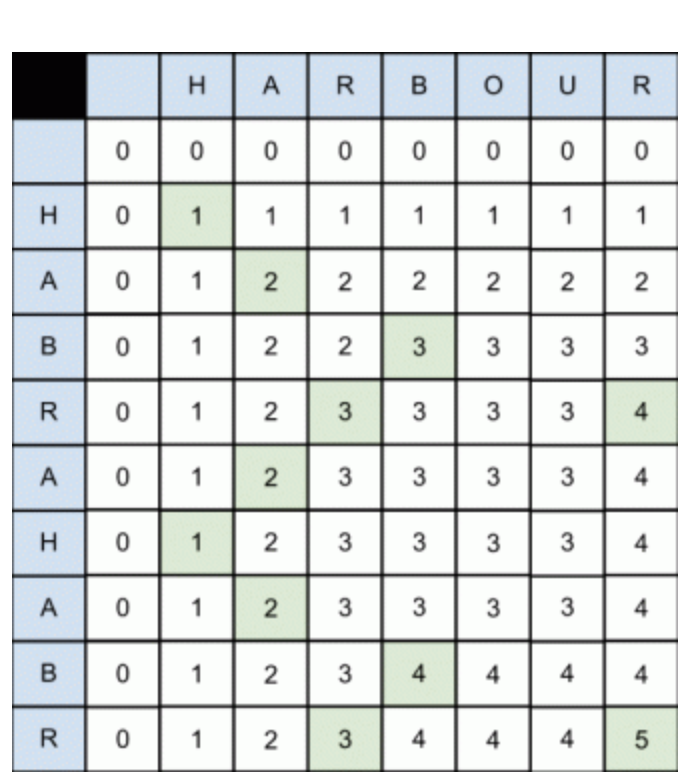 H A R B O U R
0 0 0 0 0 0 0 0
H 0 1 1 1 1 1 1 1
A 0 1 2 2 2 2 2 2
B 0 1 2 2 3 3 3 3
R 0 1 2 3 3 3 3 4
A 0 1 2 3 3 3 3 4
H 0 1 2 3 3 3 3 4
A 0 1 2 3 3 3 3 4
B 0 1 2 3 4 4 4 4
R 0 1 2 3 4 4 4 5